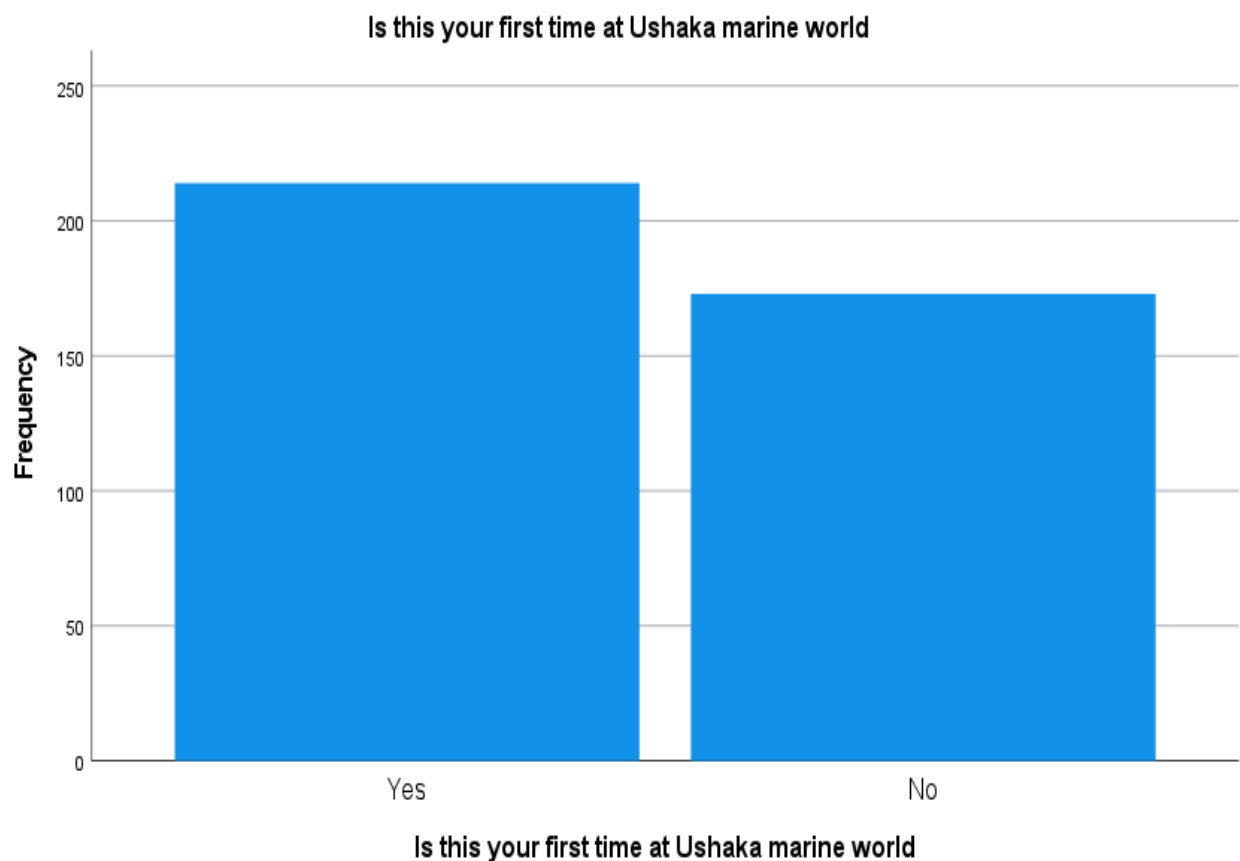 Is this your first time at Ushaka marine world
250
200
150
100
50
0
Frequency
Yes No
Is this your first time at Ushaka marine world